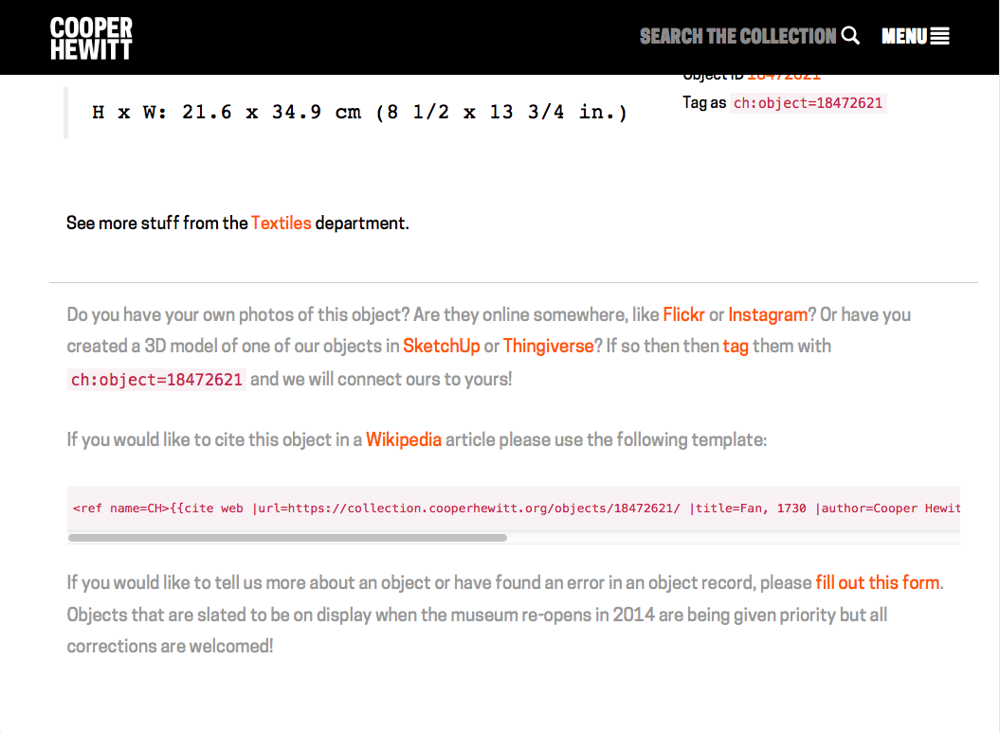 COOPER
HEWITT
SEARCH THE COLLECTION
MENU
Object ID 18472621
H x W: 21.6 x 34.9 cm (8 1/2 x 13 3/4 in.)
Tag as ch:object=18472621
See more stuff from the Textiles department.
Do you have your own photos of this object? Are they online somewhere, like Flickr or Instagram? Or have you
created a 3D model of one of our objects in SketchUp or Thingiverse? If so then then tag them with
ch:object=18472621 and we will connect ours to yours!
If you would like to cite this object in a Wikipedia article please use the following template:
<ref name=CH>{{cite web |url=https://collection.cooperhewitt.org/objects/18472621/ |title=Fan, 1730 |author=Cooper Hewit
If you would like to tell us more about an object or have found an error in an object record, please fill out this form.
Objects that are slated to be on display when the museum re-opens in 2014 are being given priority but all
corrections are welcomed!